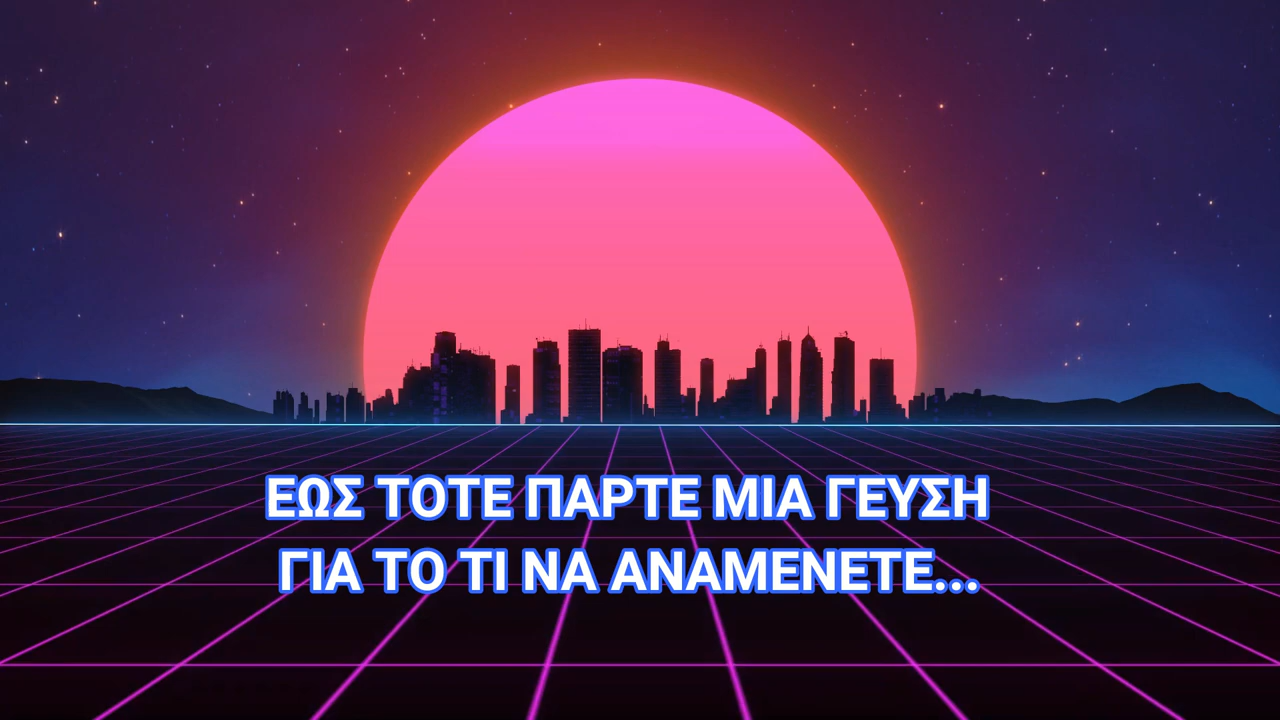 ΕΩΣ ΤΟΤΕ ΠΑΡΤΕ ΜΙΑ ΓΕΥΣΗ
ΓΙΑ ΤΟ ΤΙ ΝΑ ΑΝΑΜΕΝΕΤΕ...